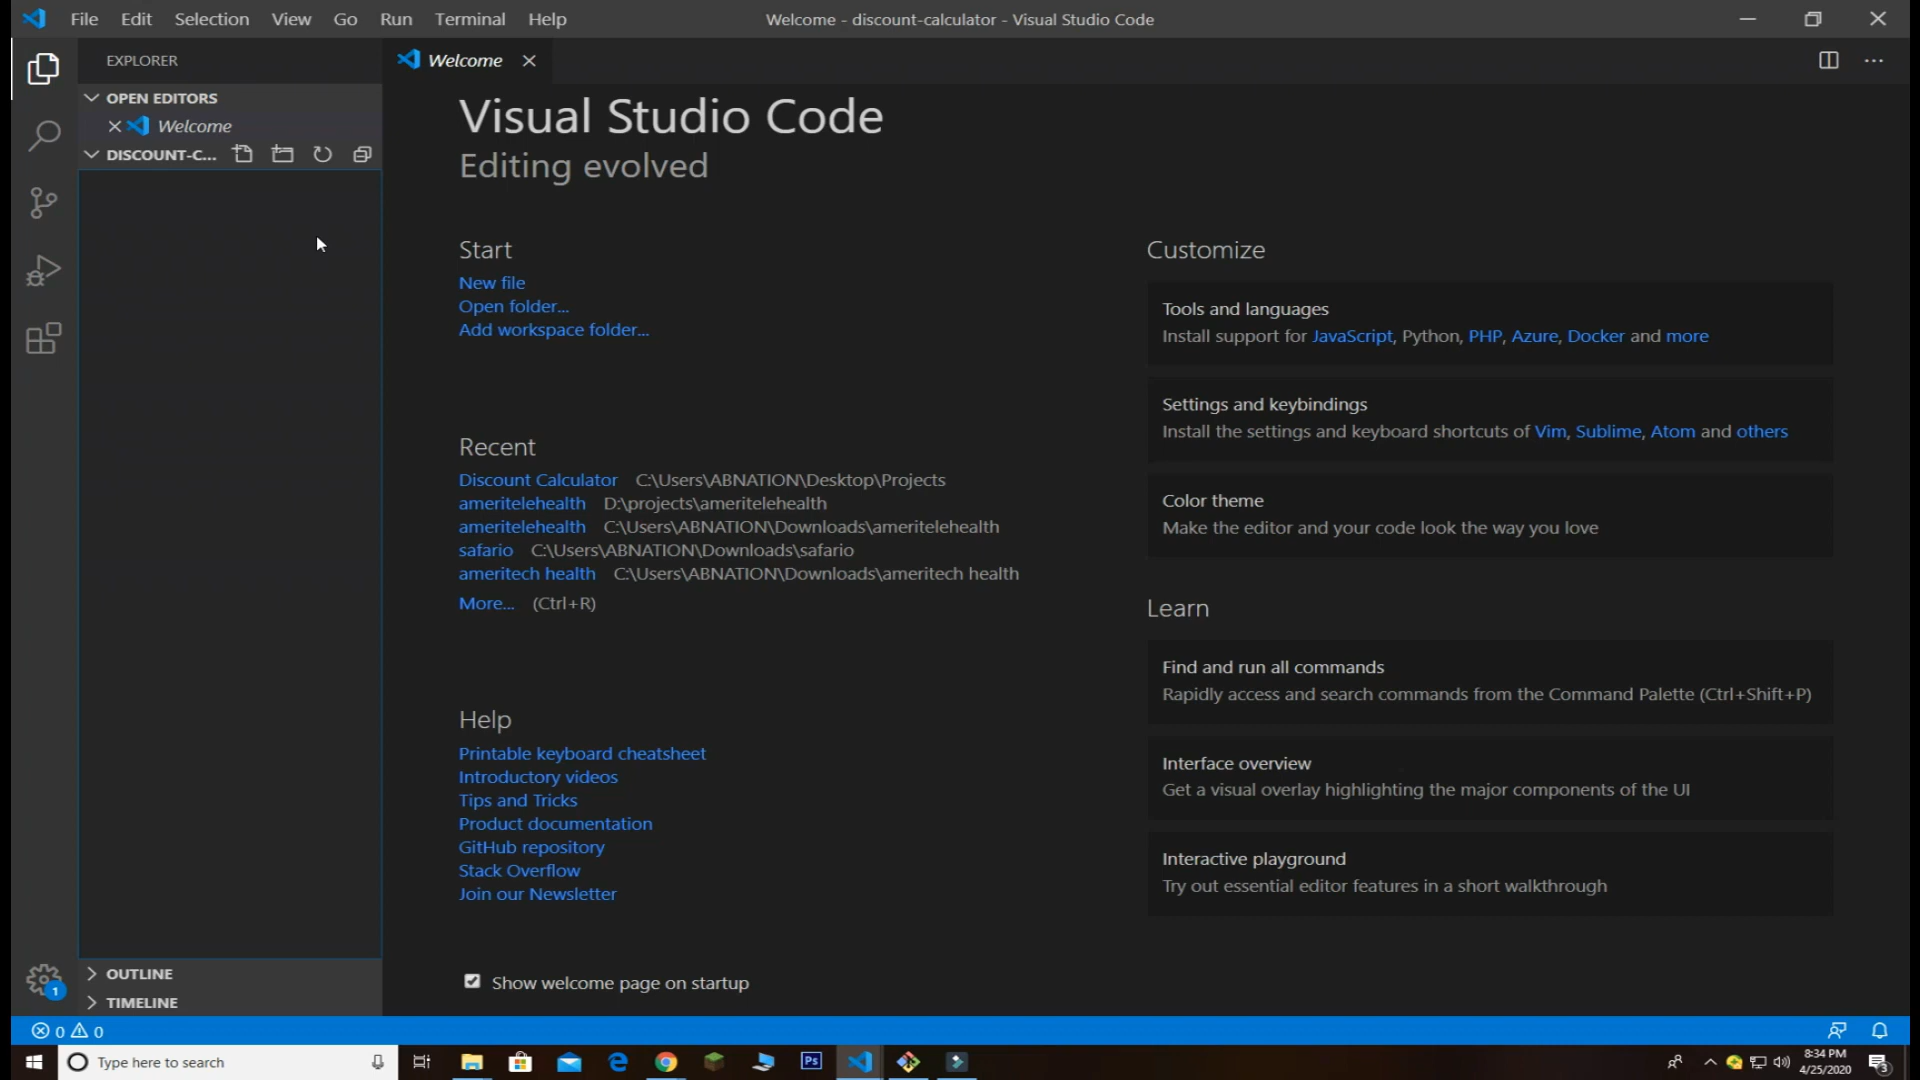 File Edit Selection View Go Run Terminal Help
Welcome - discount-calculator - Visual Studio Code
EXPLORER
Welcome
OPEN EDITORS
Welcome
DISCOUNT-C...
Visual Studio Code
Editing evolved
Start
New file
Open folder...
Add workspace folder...
Recent
Discount Calculator C:\Users\ABNATION\Desktop\Projects
ameritelehealth D:\projects\ameritelehealth
ameritelehealth C:\Users\ABNATION\Downloads\ameritelehealth
safario C:\Users\ABNATION\Downloads\safario
ameritech health C:\Users\ABNATION\Downloads\ameritech health
More... (Ctrl+R)
Help
Printable keyboard cheatsheet
Introductory videos
Tips and Tricks
Product documentation
GitHub repository
Stack Overflow
Join our Newsletter
Show welcome page on startup
Customize
Tools and languages
Install support for JavaScript, Python, PHP, Azure, Docker and more
Settings and keybindings
Install the settings and keyboard shortcuts of Vim, Sublime, Atom and others
Color theme
Make the editor and your code look the way you love
Learn
Find and run all commands
Rapidly access and search commands from the Command Palette (Ctrl+Shift+P)
Interface overview
Get a visual overlay highlighting the major components of the UI
Interactive playground
Try out essential editor features in a short walkthrough
1
OUTLINE
TIMELINE
0 0
Type here to search
Ps
8:34 PM
4/25/2020
3